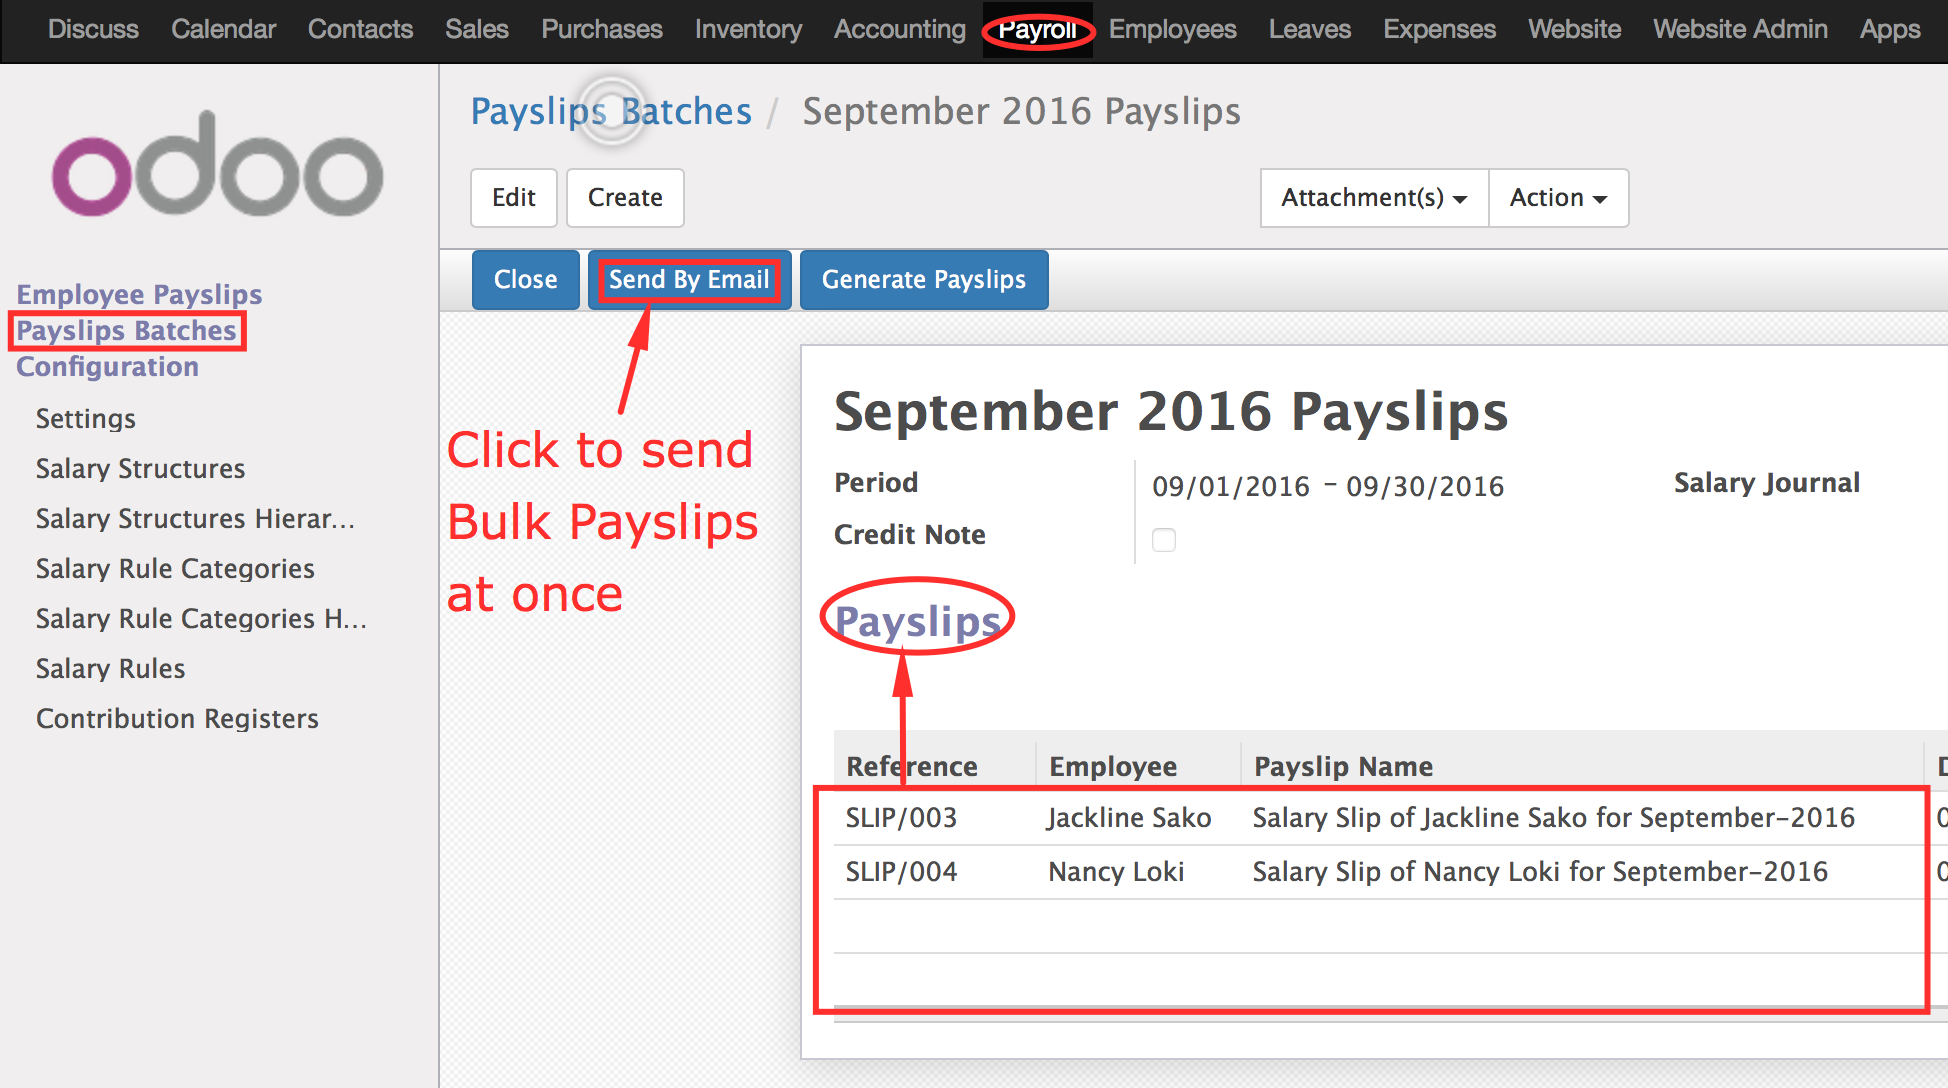 Discuss Calendar Contacts Sales Purchases Inventory Accounting Payroll Employees Leaves Expenses Website Website Admin Apps
odoo
Employee Payslips
Payslips Batches
Configuration
Settings
Salary Structures
Salary Structures Hierar...
Salary Rule Categories
Salary Rule Categories H...
Salary Rules
Contribution Registers
Payslips Batches / September 2016 Payslips
Edit Create Attachment(s) Action
Close Send By Email Generate Payslips
Click to send
Bulk Payslips
at once
September 2016 Payslips
Period 09/01/2016 - 09/30/2016 Salary Journal
Credit Note
Payslips
Reference Employee Payslip Name
SLIP/003 Jackline Sako Salary Slip of Jackline Sako for September-2016
SLIP/004 Nancy Loki Salary Slip of Nancy Loki for September-2016